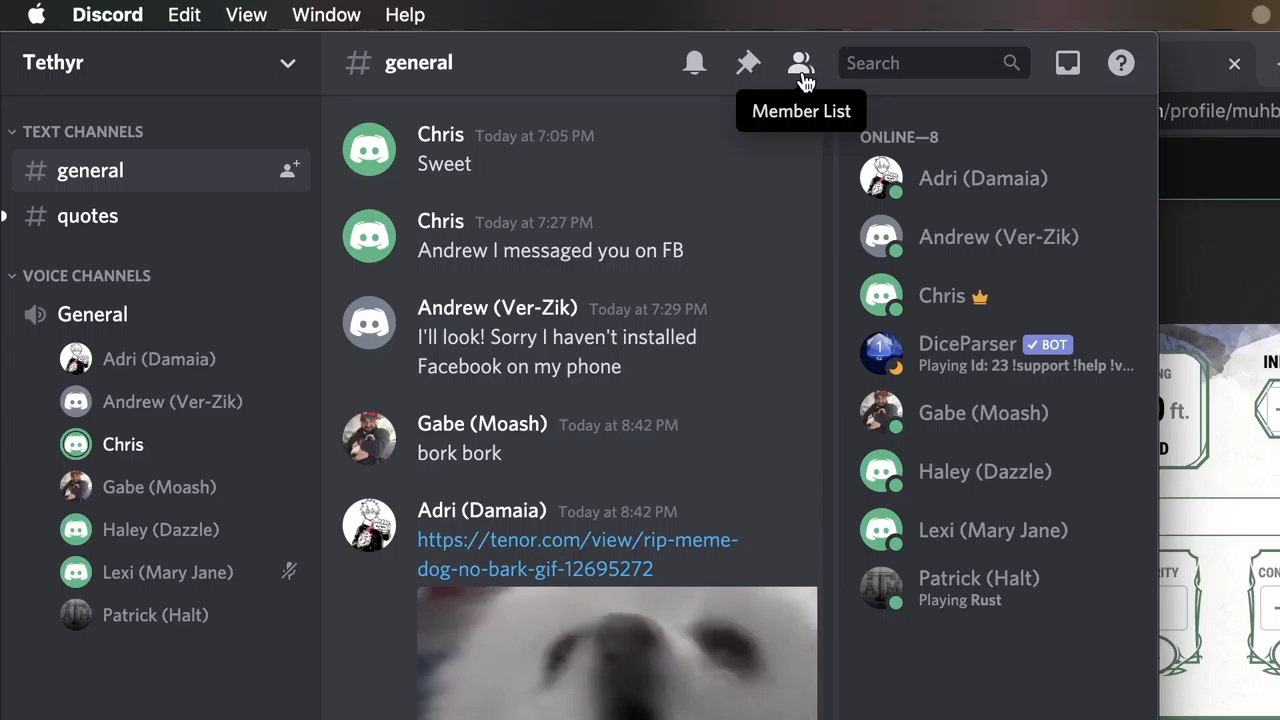 Discord Edit View Window Help
Tethyr
TEXT CHANNELS
# general
# quotes
VOICE CHANNELS
General
Adri (Damaia)
Andrew (Ver-Zik)
Chris
Gabe (Moash)
Haley (Dazzle)
Lexi (Mary Jane)
Patrick (Halt)
# general
Search
Member List
Chris Today at 7:05 PM
Sweet
Chris Today at 7:27 PM
Andrew I messaged you on FB
Andrew (Ver-Zik) Today at 7:29 PM
I'll look! Sorry I haven't installed
Facebook on my phone
Gabe (Moash) Today at 8:42 PM
bork bork
Adri (Damaia) Today at 8:42 PM
https://tenor.com/view/rip-meme-
dog-no-bark-gif-12695272
ONLINE—8
Adri (Damaia)
Andrew (Ver-Zik)
Chris
DiceParser ✓ BOT
Playing Id: 23 !support !help !v...
Gabe (Moash)
Haley (Dazzle)
Lexi (Mary Jane)
Patrick (Halt)
Playing Rust
/profile/muhb
ft.